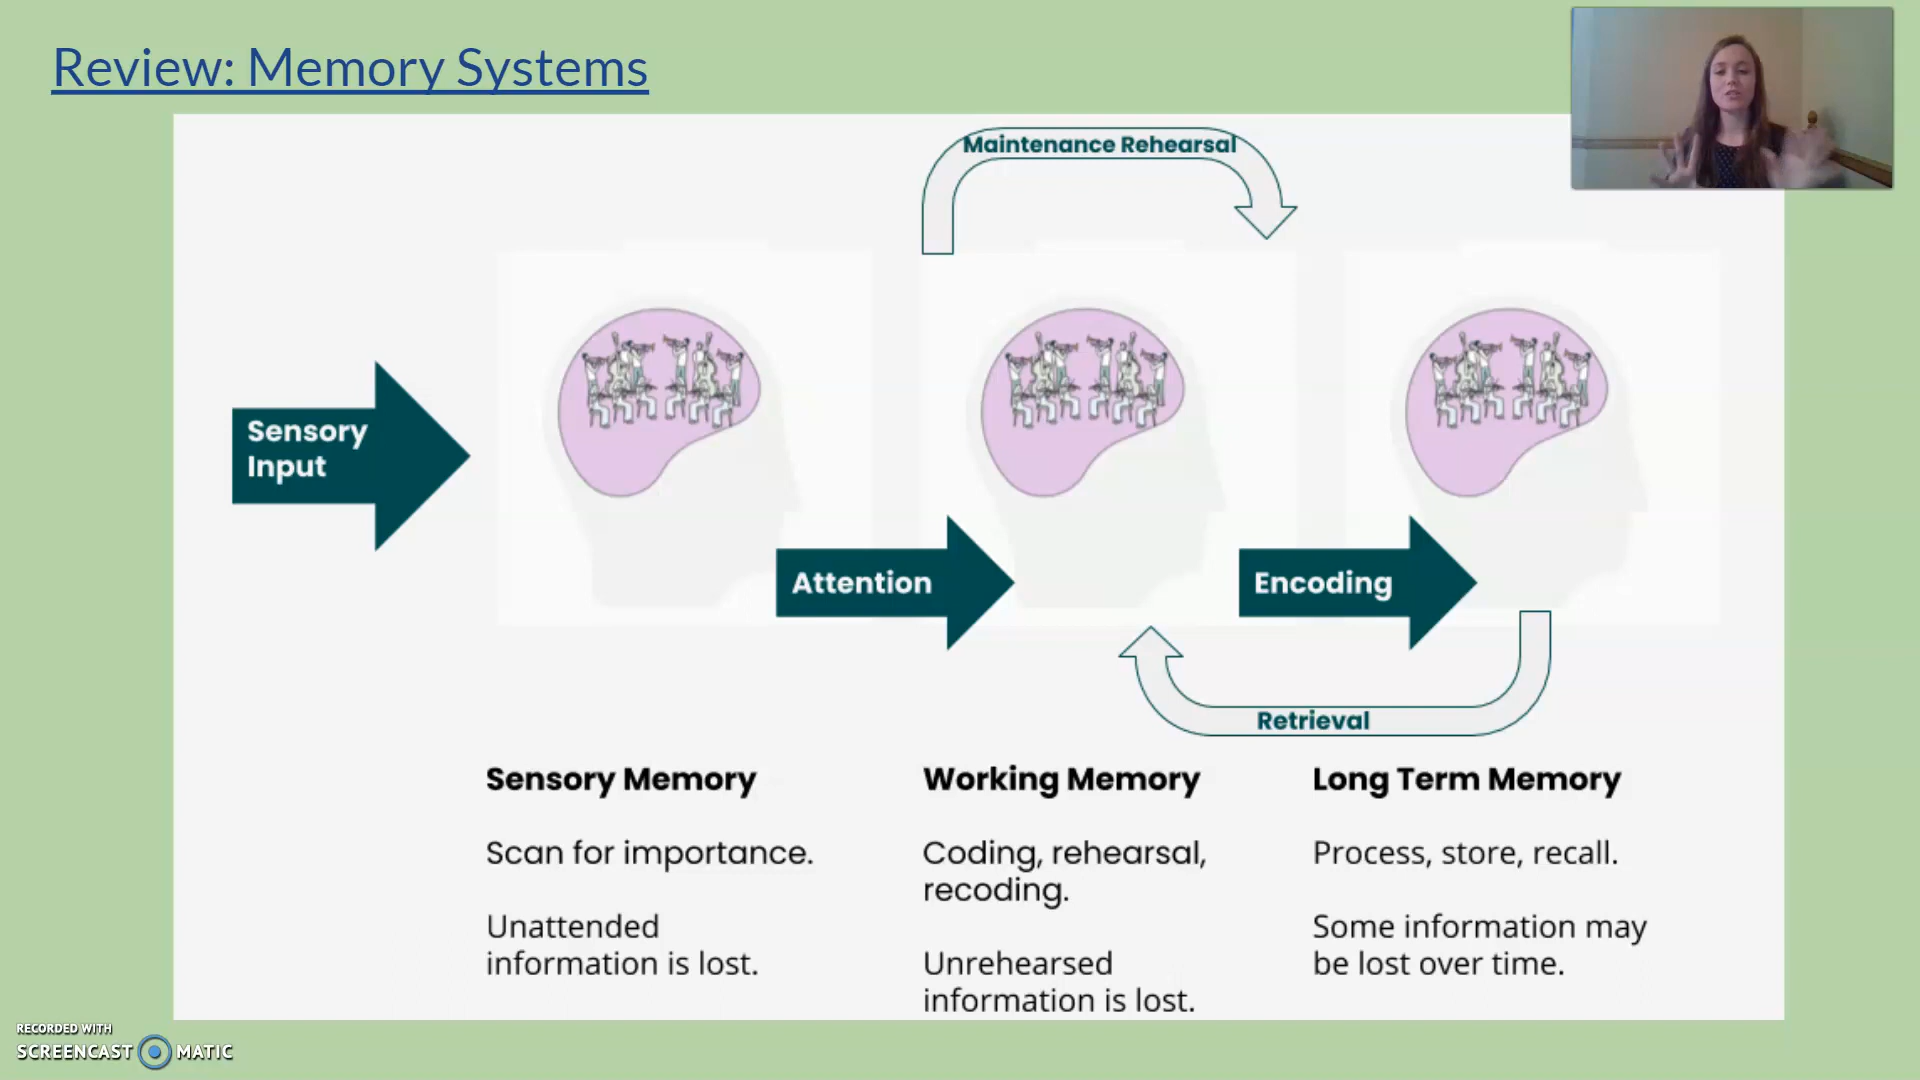 Review: Memory Systems
Maintenance Rehearsal
Sensory
Input
Attention
Encoding
Retrieval
Sensory Memory
Scan for importance.
Unattended
information is lost.
Working Memory
Coding, rehearsal,
recoding.
Unrehearsed
information is lost.
Long Term Memory
Process, store, recall.
Some information may
be lost over time.
RECORDED WITH
SCREENCAST MATIC